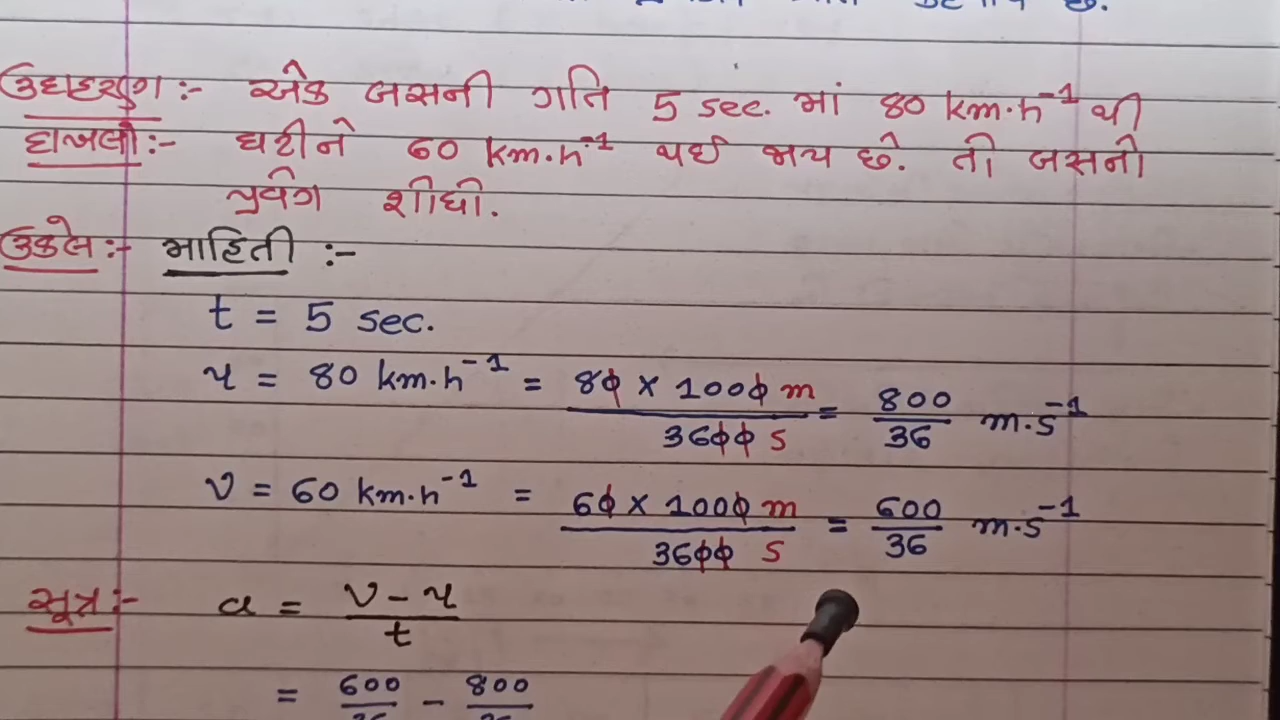 ઉદાહરણ :- એક બસની ગતિ 5 sec. માં 80 km·h⁻¹ થી
દાખલો :- ઘટીને 60 km·h⁻¹ થઈ જાય છે. તો બસનો
પ્રવેગ શોધો.
ઉકેલ :- માહિતી :-
t = 5 sec.
u = 80 km·h⁻¹ = 80 × 1000 m / 3600 s = 800/36 m·s⁻¹
v = 60 km·h⁻¹ = 60 × 1000 m / 3600 s = 600/36 m·s⁻¹
સૂત્ર :- a = v - u / t
= 600/36 - 800/36